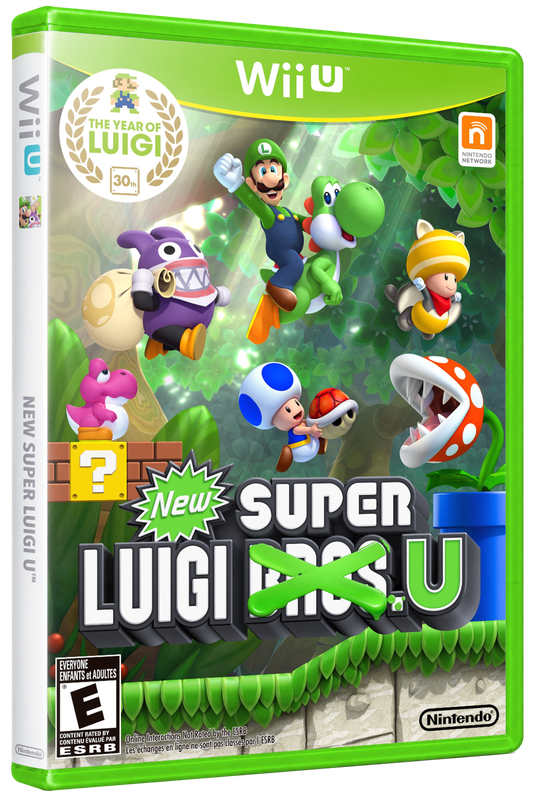 Wii U™
THE YEAR OF
LUIGI
30th
NINTENDO
NETWORK
L
?
New
SUPER
LUIGI BROS.U
EVERYONE
ENFANTS et ADULTES
E
CONTENT RATED BY
CONTENU ÉVALUÉ PAR
ESRB
Online Interactions Not Rated by the ESRB
Les échanges en ligne ne sont pas classés par l'ESRB
Nintendo
Wii U™
NEW SUPER LUIGI U™
Nintendo